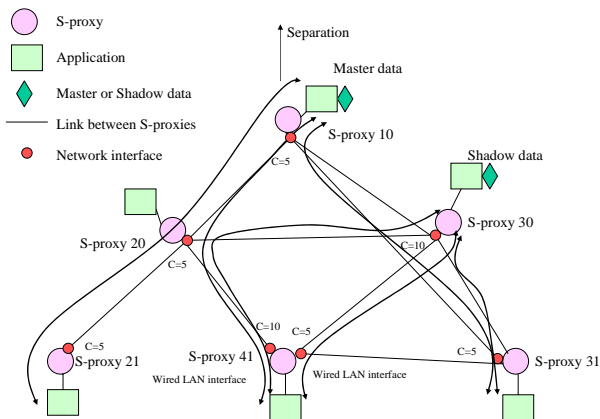 S-proxy
Separation
Application
Master data
Master or Shadow data
Link between S-proxies
S-proxy 10
Network interface
C=5
Shadow data
S-proxy 30
S-proxy 20
C=10
C=5
C=10
C=5
C=5
C=5
S-proxy 21
S-proxy 41
S-proxy 31
Wired LAN interface
Wired LAN interface